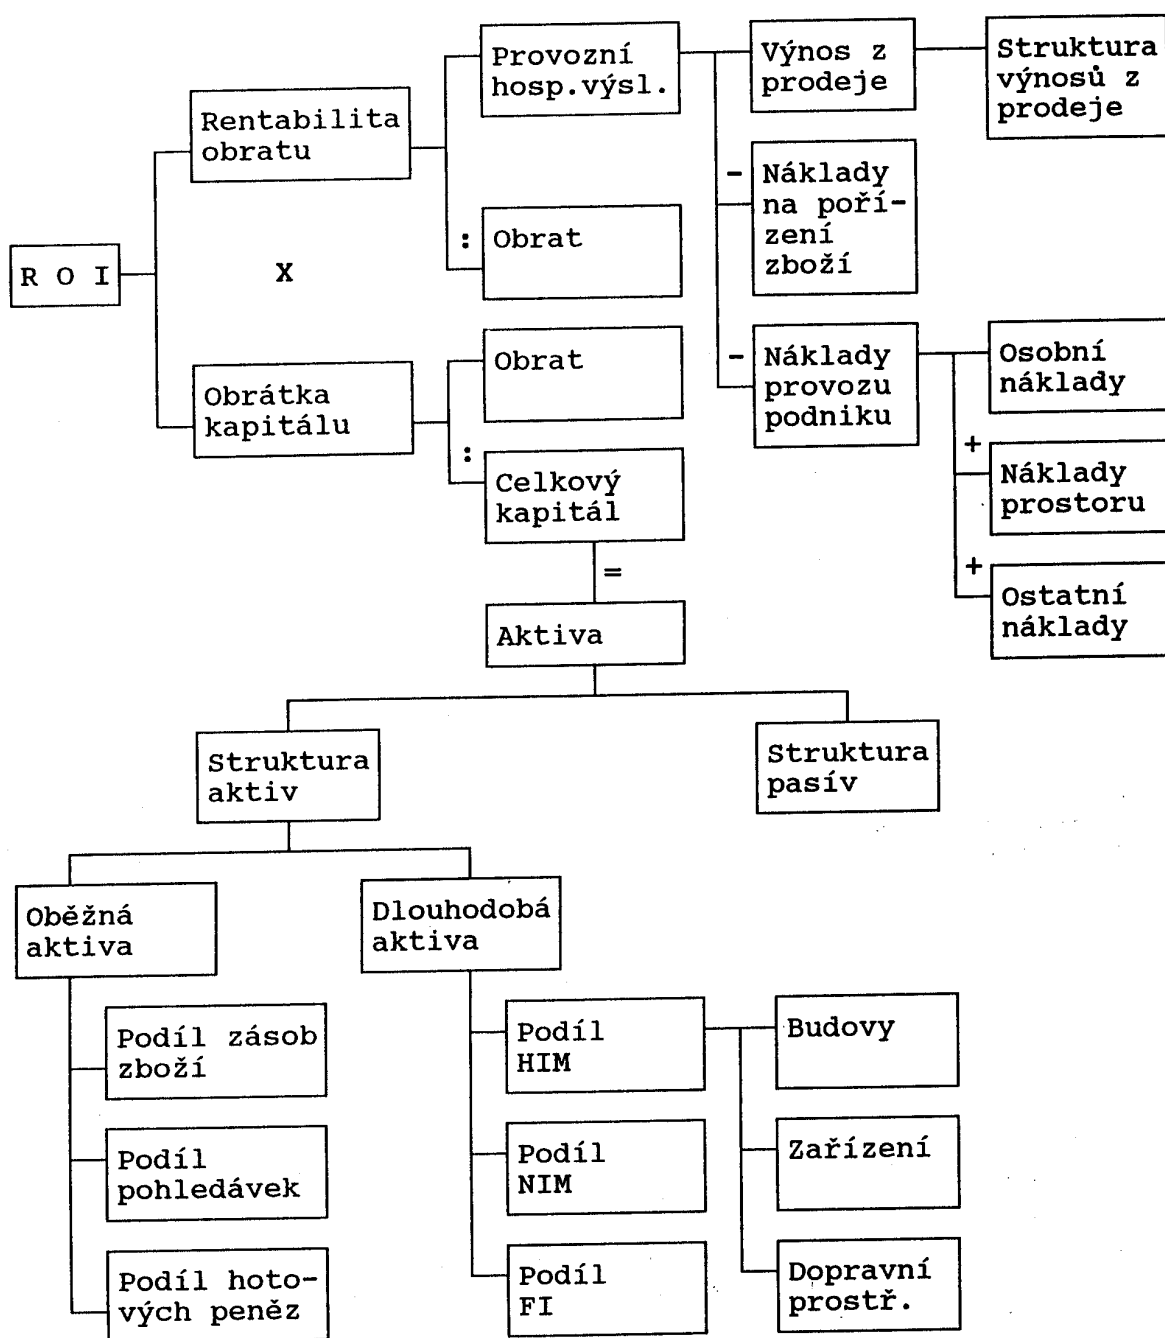 Provozní
hosp.výsl.
Výnos z
prodeje
Struktura
výnosů z
prodeje
Rentabilita
obratu
-
Náklady
na poří-
zení
zboží
:
Obrat
R O I
X
Obrat
-
Náklady
provozu
podniku
Osobní
náklady
Obrátka
kapitálu
:
Celkový
kapitál
+
Náklady
prostoru
=
+
Ostatní
náklady
Aktiva
Struktura
aktiv
Struktura
pasív
Oběžná
aktiva
Dlouhodobá
aktiva
Podíl zásob
zboží
Podíl
HIM
Budovy
Podíl
pohledávek
Podíl
NIM
Zařízení
Podíl hoto-
vých peněz
Podíl
FI
Dopravní
prostř.